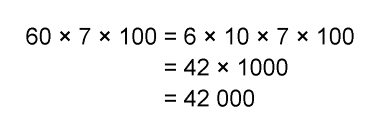 60 × 7 × 100 = 6 × 10 × 7 × 100
= 42 × 1000
= 42 000